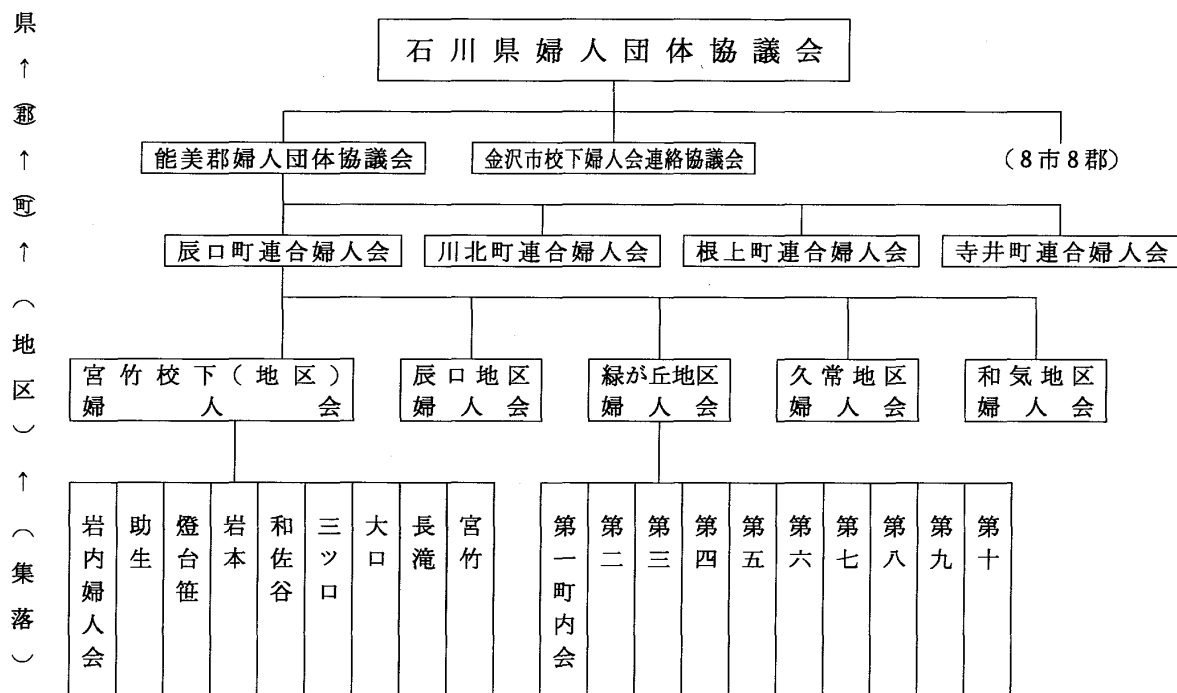 県↑(郡)↑(町)↑(地区)↑(集落)
石川県婦人団体協議会
能美郡婦人団体協議会
金沢市校下婦人会連絡協議会
(8市8郡)
辰口町連合婦人会
川北町連合婦人会
根上町連合婦人会
寺井町連合婦人会
宮竹校下(地区)
婦人会
辰口地区
婦人会
緑が丘地区
婦人会
久常地区
婦人会
和気地区
婦人会
岩内婦人会
助生
燈台笹
岩本
和佐谷
三ツ口
大口
長滝
宮竹
第一町内会
第二
第三
第四
第五
第六
第七
第八
第九
第十